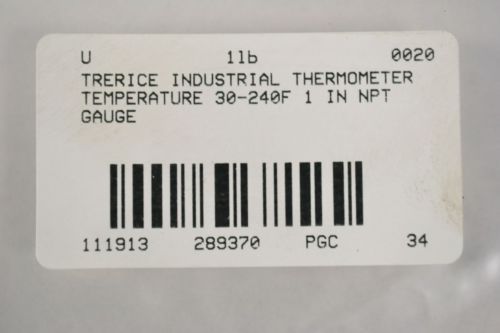 U 1lb 0020
TRERICE INDUSTRIAL THERMOMETER
TEMPERATURE 30-240F 1 IN NPT
GAUGE
111913 289370 PGC 34